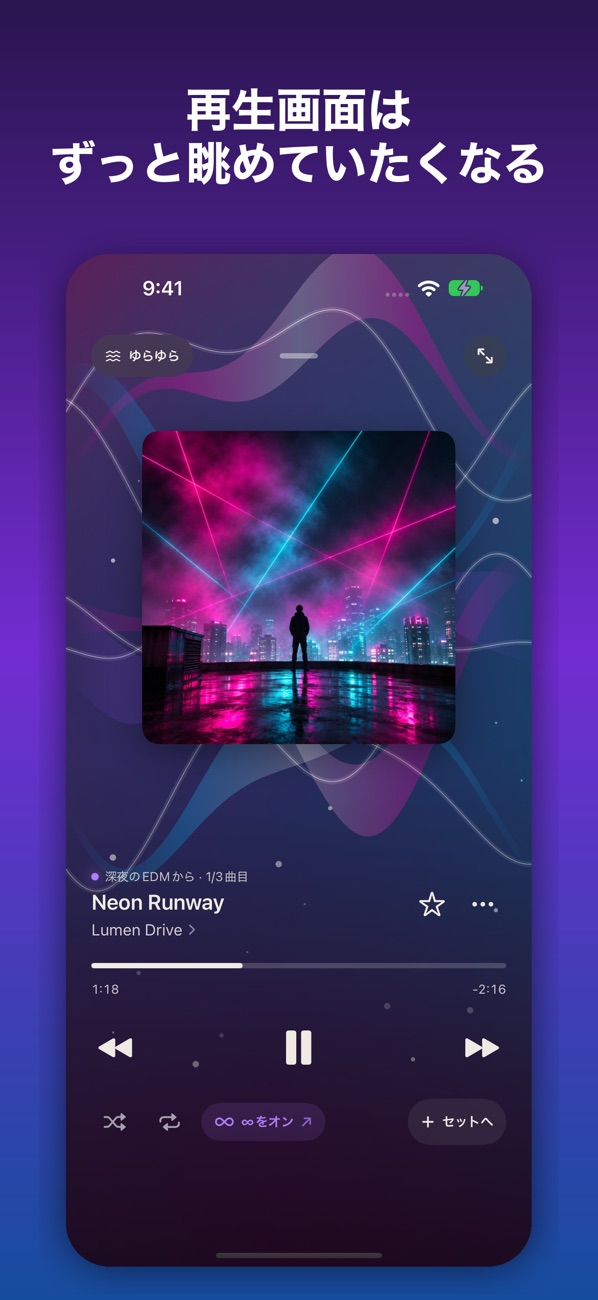 再生画面は
ずっと眺めていたくなる
9:41
ゆらゆら
深夜のEDMから · 1/3曲目
Neon Runway
Lumen Drive
1:18
-2:16
∞をオン
セットへ